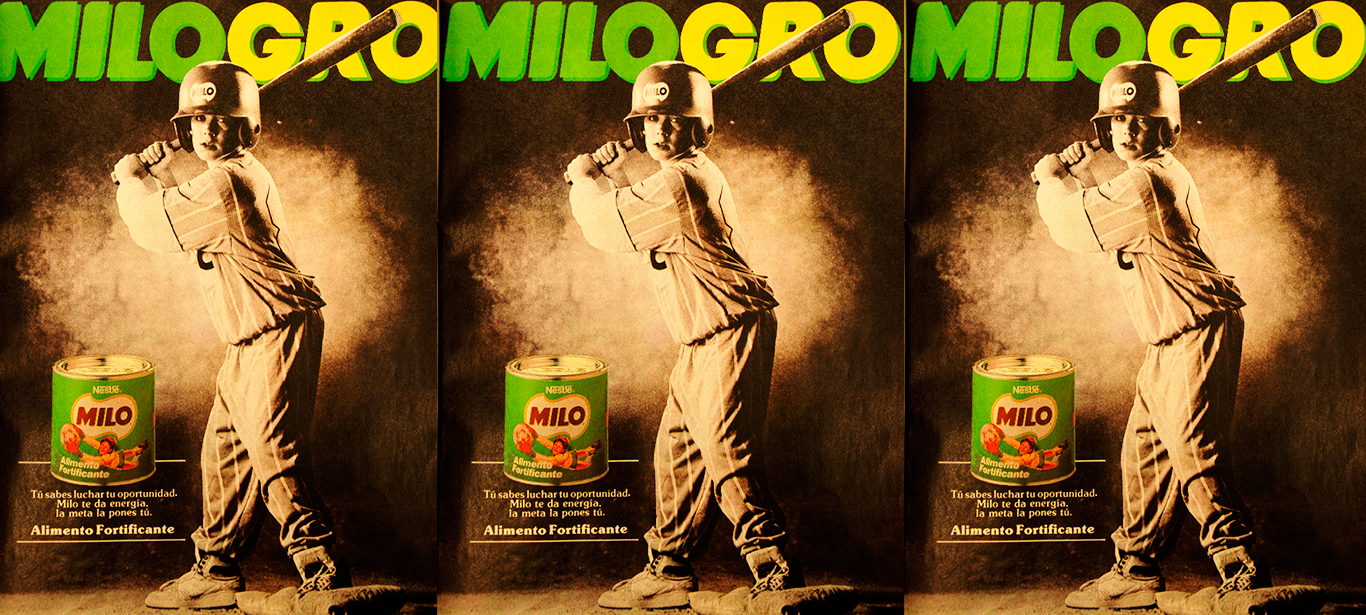 MILOGRO
MILO
Nestlé
MILO
Alimento
Fortificante
Tú sabes luchar tu oportunidad.
Milo te da energía,
la meta la pones tú.
Alimento Fortificante
MILOGRO
MILO
Nestlé
MILO
Alimento
Fortificante
Tú sabes luchar tu oportunidad.
Milo te da energía,
la meta la pones tú.
Alimento Fortificante
MILOGRO
MILO
Nestlé
MILO
Alimento
Fortificante
Tú sabes luchar tu oportunidad.
Milo te da energía,
la meta la pones tú.
Alimento Fortificante